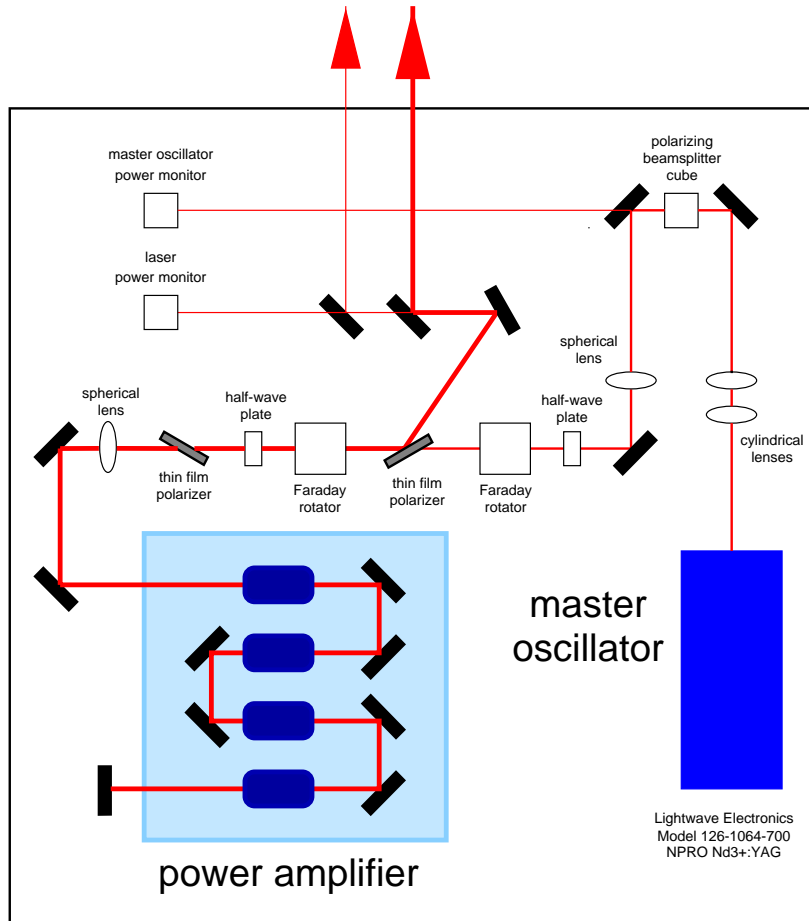 master oscillator
power monitor
polarizing
beamsplitter
cube
laser
power monitor
spherical
lens
spherical
lens
half-wave
plate
half-wave
plate
cylindrical
lenses
thin film
polarizer
Faraday
rotator
thin film
polarizer
Faraday
rotator
master
oscillator
Lightwave Electronics
Model 126-1064-700
NPRO Nd3+:YAG
power amplifier